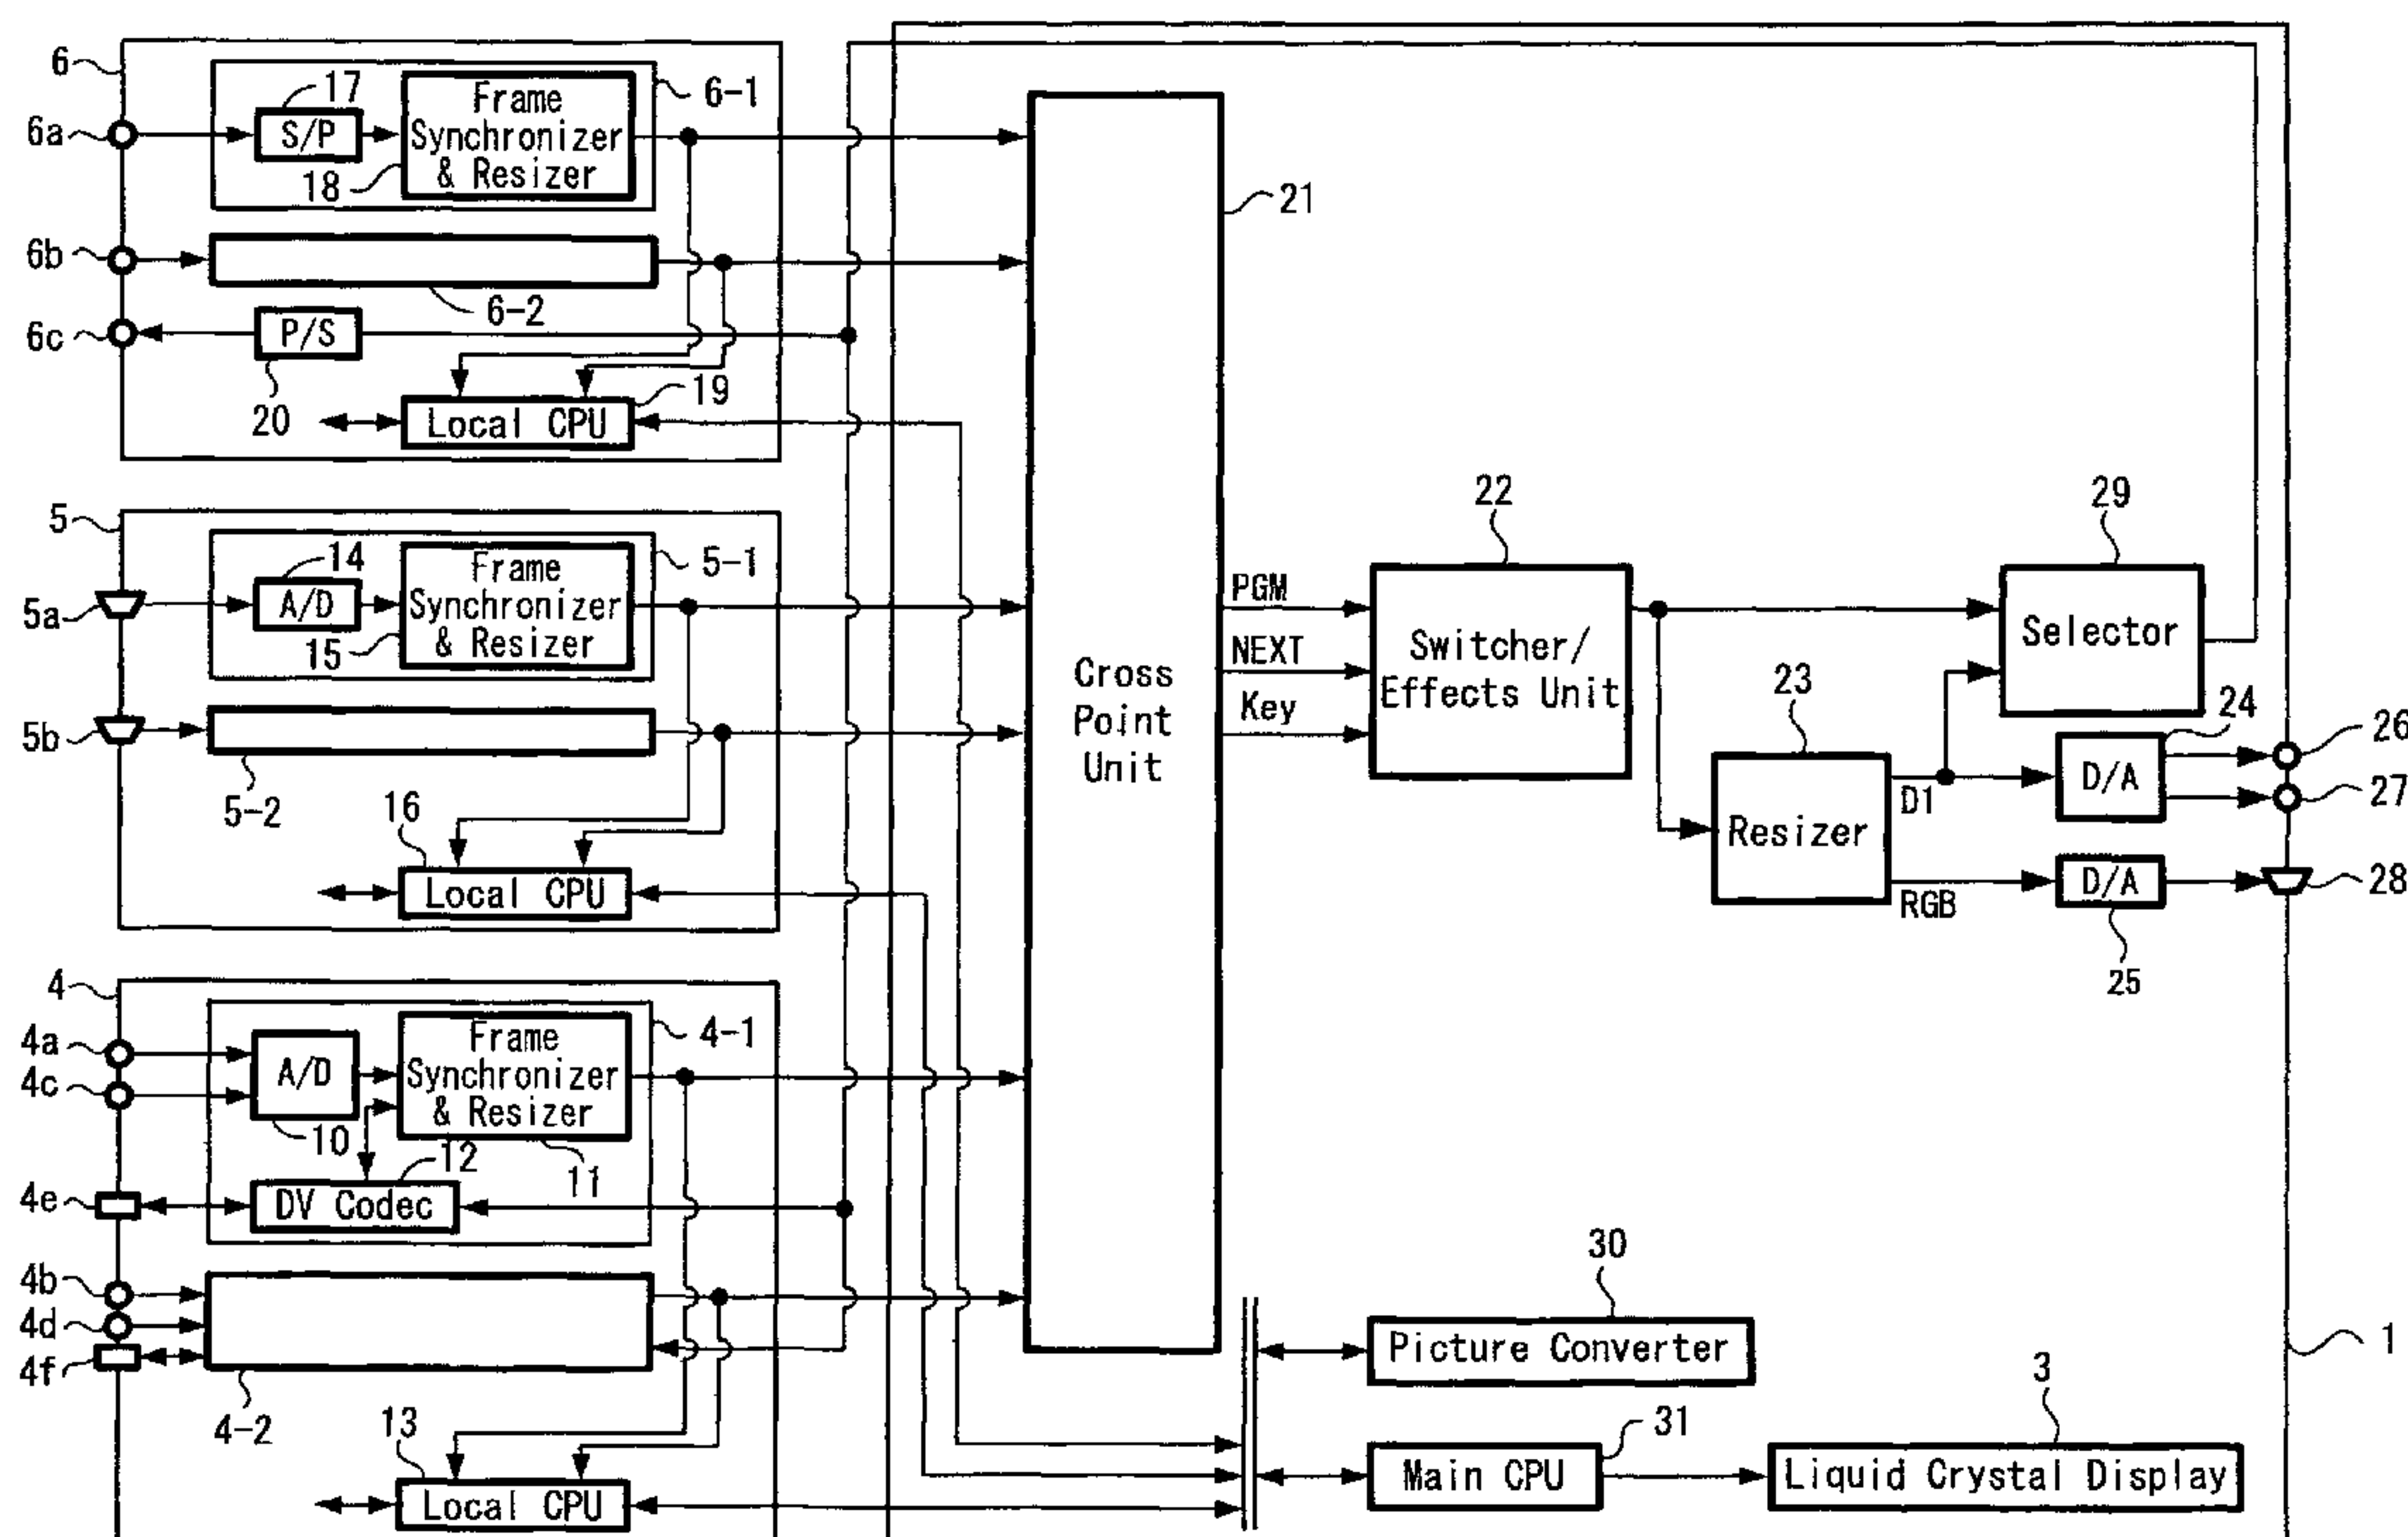 6
17
Frame
6-1
6a
S/P
Synchronizer
18
& Resizer
21
6b
6-2
6c
P/S
20
19
Local CPU
5
14
Frame
5-1
5a
A/D
Synchronizer
15
& Resizer
5b
5-2
16
Local CPU
4
4a
Frame
4-1
4c
A/D
Synchronizer
& Resizer
10
12
11
4e
DV Codec
4b
4d
4f
4-2
13
Local CPU
Cross
Point
Unit
PGM
NEXT
Key
22
Switcher/
Effects Unit
29
Selector
23
Resizer
D1
RGB
24
D/A
26
27
D/A
25
28
30
Picture Converter
1
31
Main CPU
3
Liquid Crystal Display